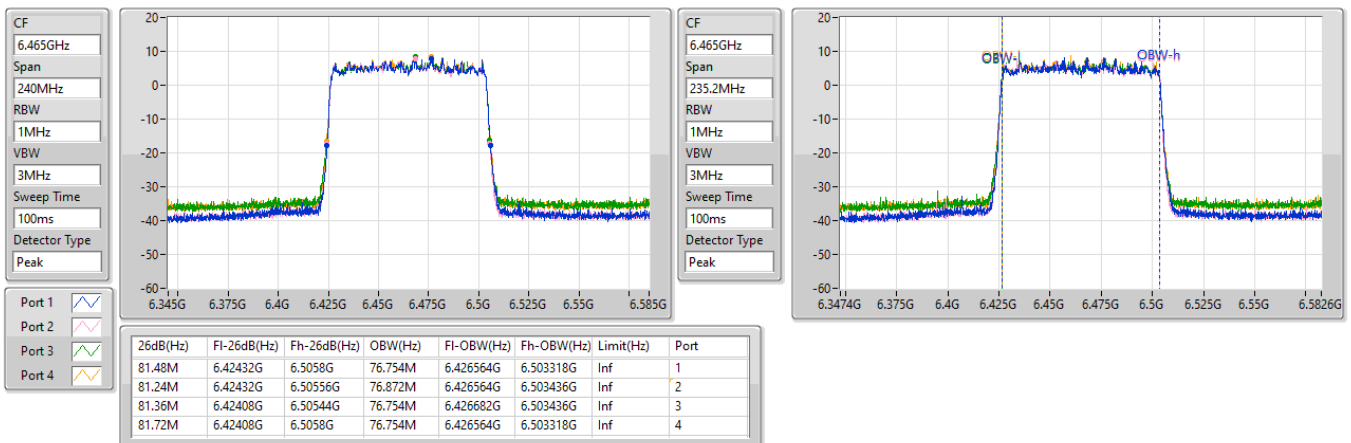 CF
6.465GHz
Span
240MHz
RBW
1MHz
VBW
3MHz
Sweep Time
100ms
Detector Type
Peak
20
10
0
-10
-20
-30
-40
-50
-60
6.345G 6.375G 6.4G 6.425G 6.45G 6.475G 6.5G 6.525G 6.55G 6.585G
CF
6.465GHz
Span
235.2MHz
RBW
1MHz
VBW
3MHz
Sweep Time
100ms
Detector Type
Peak
20
10
0
-10
-20
-30
-40
-50
-60
OBW-l OBW-h
6.3474G 6.375G 6.4G 6.425G 6.45G 6.475G 6.5G 6.525G 6.55G 6.5826G
Port 1
Port 2
Port 3
Port 4
26dB(Hz) Fl-26dB(Hz) Fh-26dB(Hz) OBW(Hz) Fl-OBW(Hz) Fh-OBW(Hz) Limit(Hz) Port
81.48M 6.42432G 6.5058G 76.754M 6.426564G 6.503318G Inf 1
81.24M 6.42432G 6.50556G 76.872M 6.426564G 6.503436G Inf 2
81.36M 6.42408G 6.50544G 76.754M 6.426682G 6.503436G Inf 3
81.72M 6.42408G 6.5058G 76.754M 6.426564G 6.503318G Inf 4